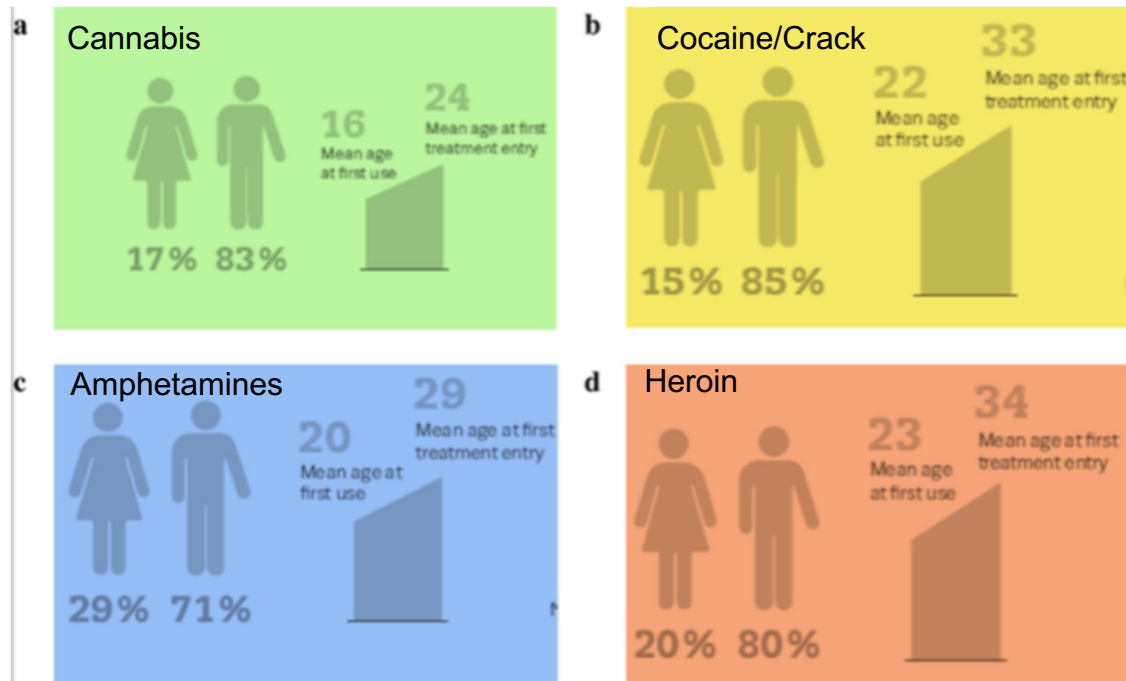 a
Cannabis
16
Mean age
at first use
24
Mean age at first
treatment entry
17% 83%
b
Cocaine/Crack
22
Mean age
at first use
33
Mean age at first
treatment entry
15% 85%
c
Amphetamines
20
Mean age at
first use
29
Mean age at first
treatment entry
29% 71%
d
Heroin
23
Mean age
at first use
34
Mean age at first
treatment entry
20% 80%